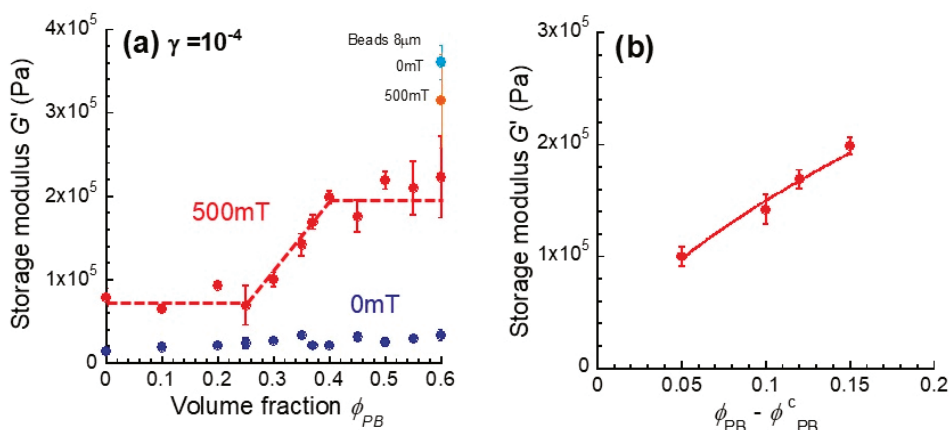 (a) γ =10⁻⁴
Beads 8μm
0mT
500mT
500mT
0mT
4x10⁵
3x10⁵
2x10⁵
1x10⁵
0
Storage modulus G' (Pa)
0 0.1 0.2 0.3 0.4 0.5 0.6
Volume fraction ϕPB
(b)
3x10⁵
2x10⁵
1x10⁵
0
Storage modulus G' (Pa)
0 0.05 0.1 0.15 0.2
ϕPB - ϕᶜPB